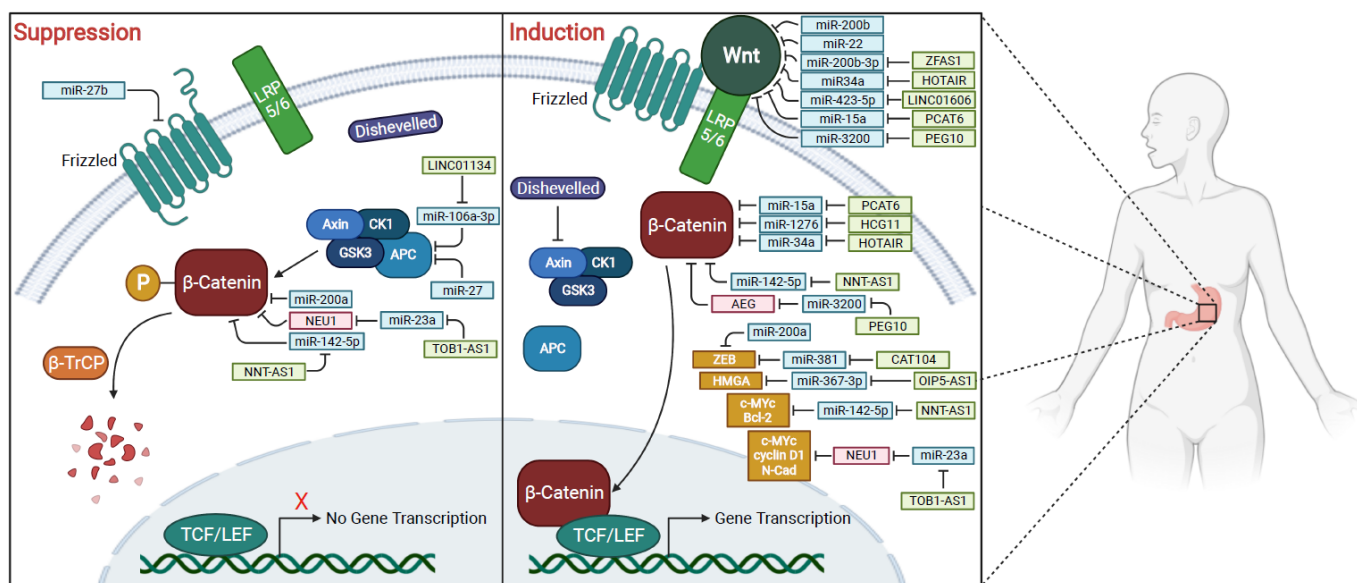 Suppression
miR-27b
Frizzled
LRP
5/6
Dishevelled
LINC01134
miR-106a-3p
Axin
CK1
GSK3
APC
miR-27
P
β-Catenin
miR-200a
NEU1
miR-23a
miR-142-5p
TOB1-AS1
NNT-AS1
β-TrCP
X
No Gene Transcription
TCF/LEF
Induction
Wnt
Frizzled
LRP
5/6
miR-200b
miR-22
miR-200b-3p
ZFAS1
miR34a
HOTAIR
miR-423-5p
LINC01606
miR-15a
PCAT6
miR-3200
PEG10
Dishevelled
Axin
CK1
GSK3
APC
β-Catenin
miR-15a
PCAT6
miR-1276
HCG11
miR-34a
HOTAIR
miR-142-5p
NNT-AS1
AEG
miR-3200
PEG10
miR-200a
ZEB
miR-381
CAT104
HMGA
miR-367-3p
OIP5-AS1
c-MYc
Bcl-2
miR-142-5p
NNT-AS1
c-MYc
cyclin D1
N-Cad
NEU1
miR-23a
TOB1-AS1
β-Catenin
TCF/LEF
Gene Transcription